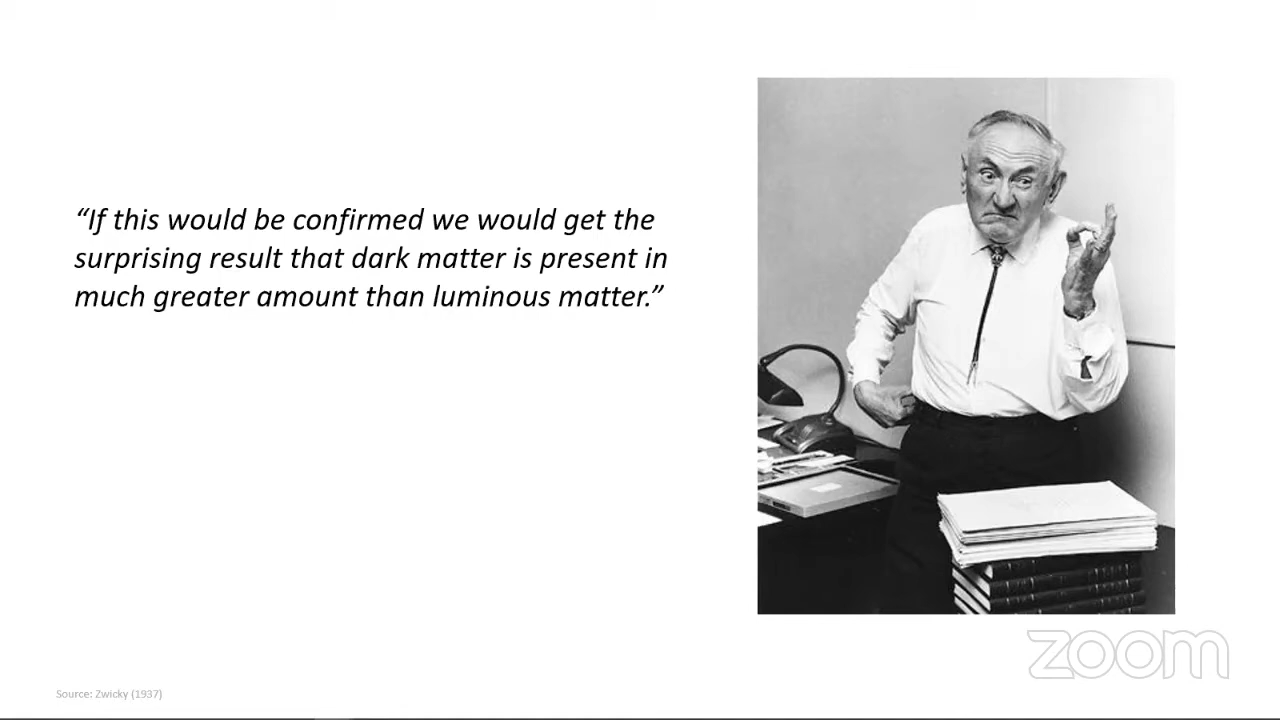 “If this would be confirmed we would get the
surprising result that dark matter is present in
much greater amount than luminous matter.”
zoom
Source: Zwicky (1937)